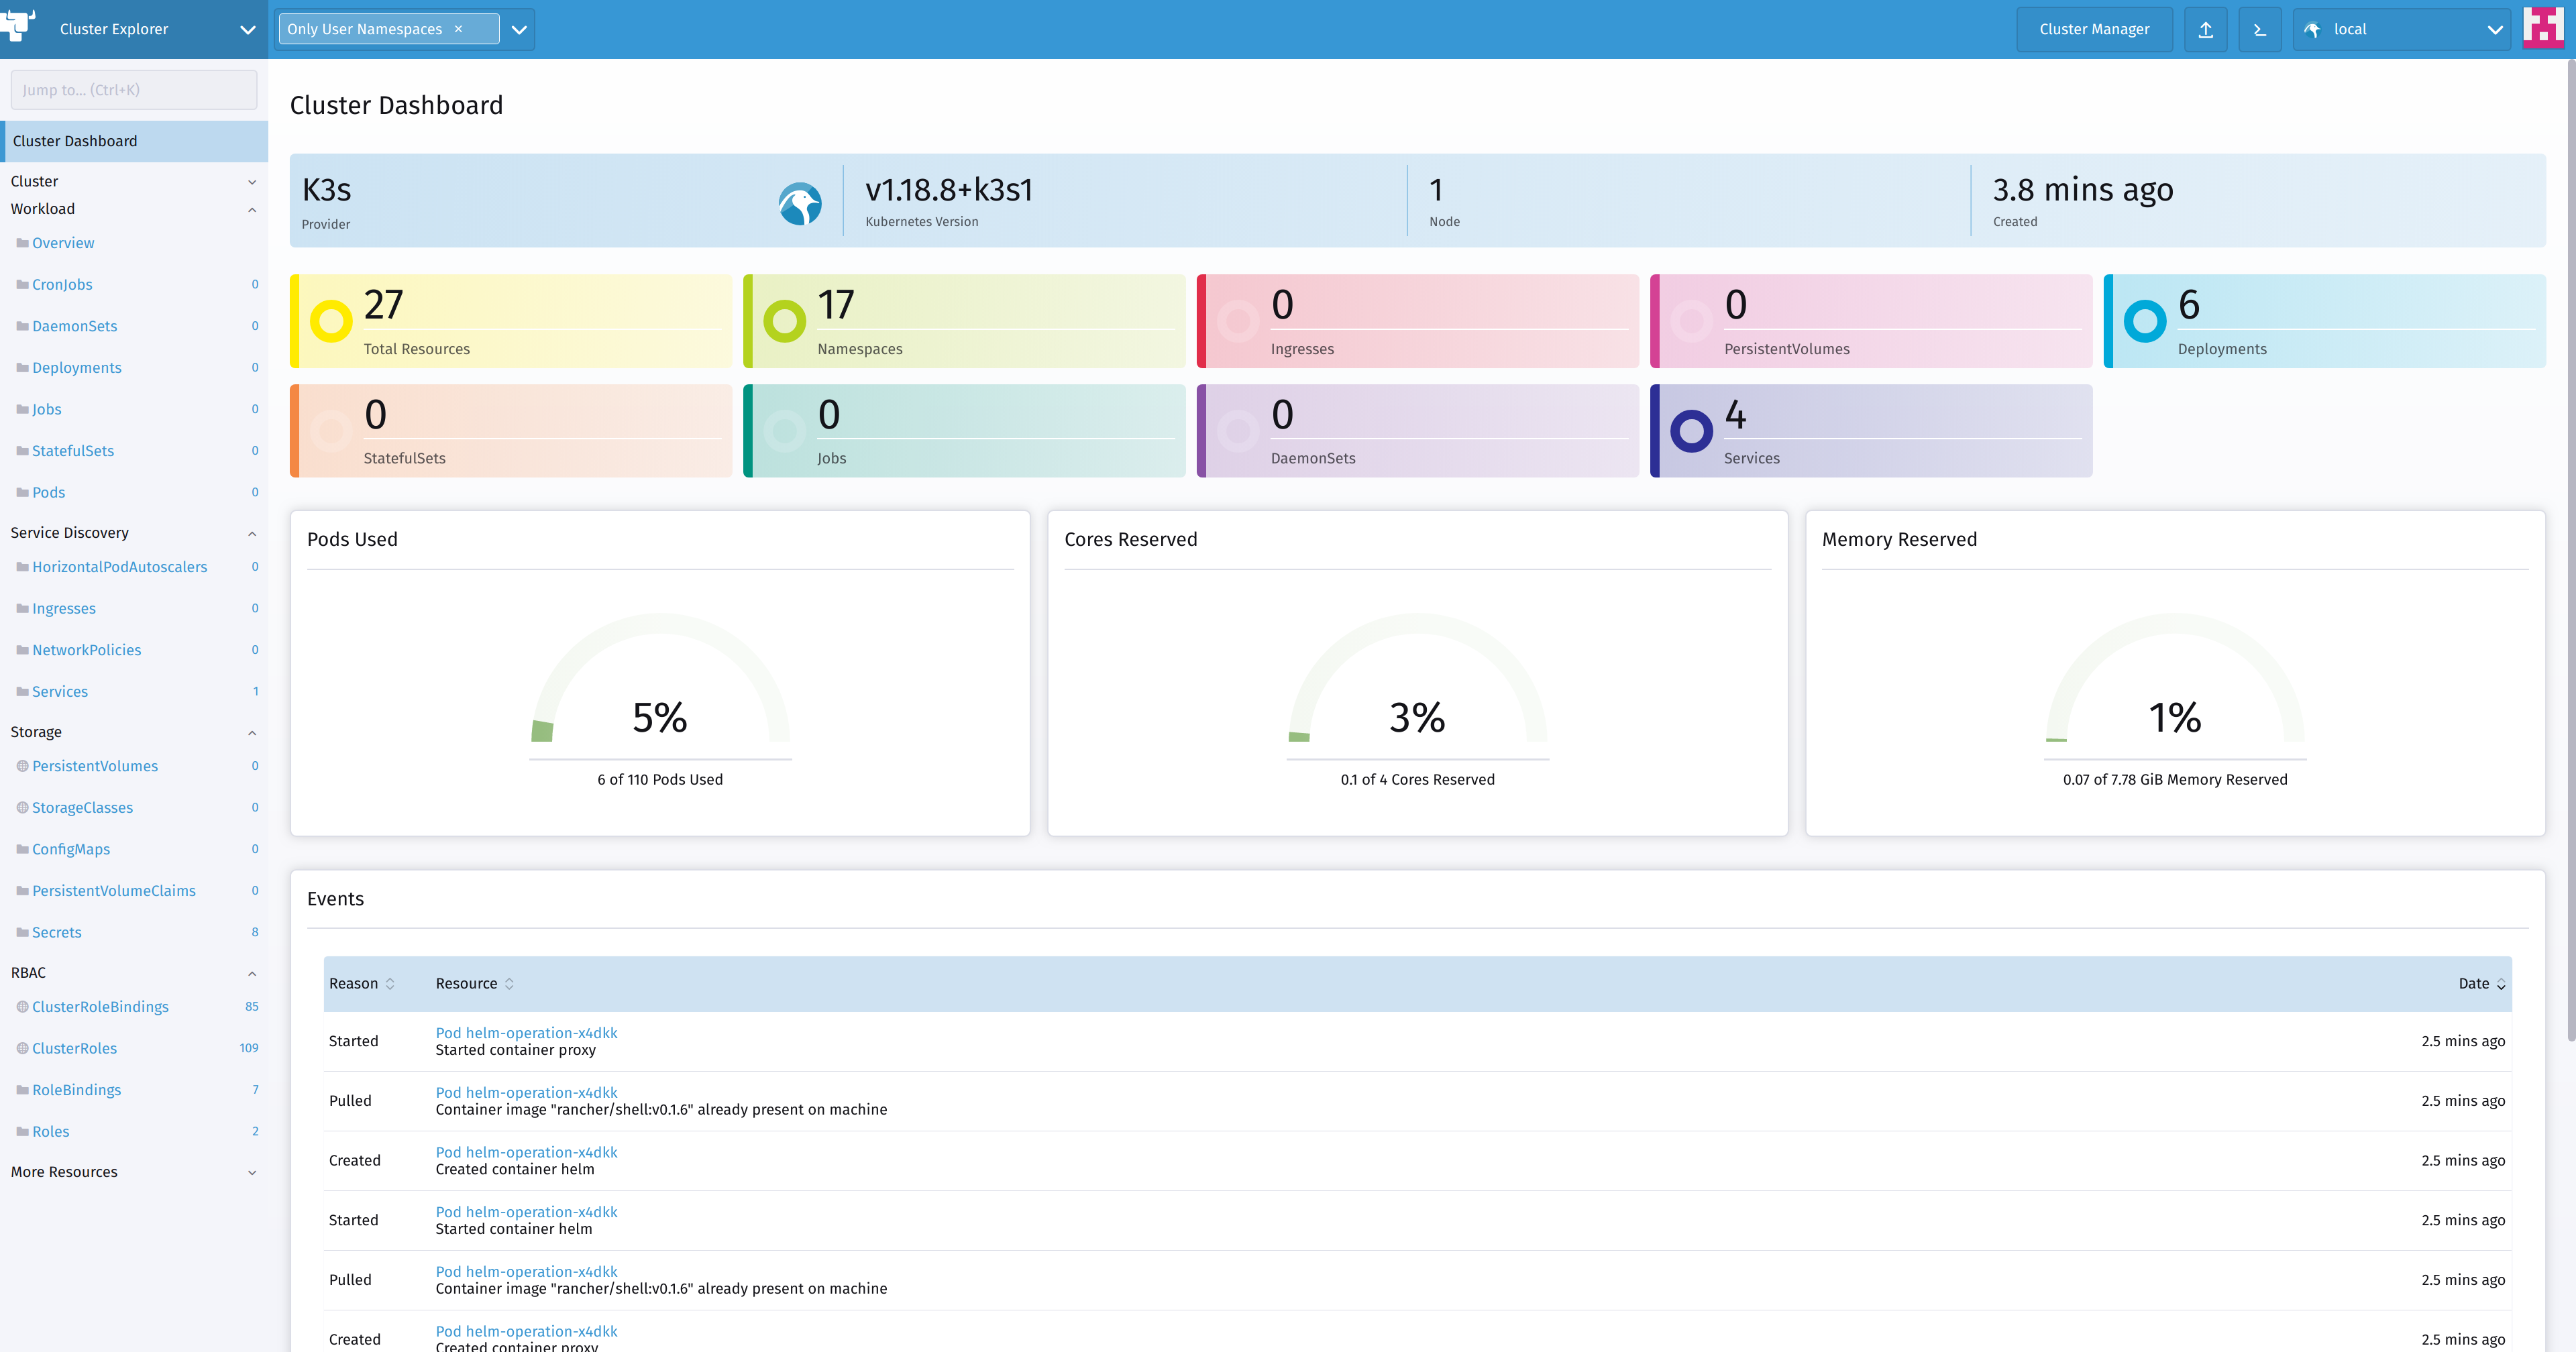 Cluster Explorer
Only User Namespaces ×
Cluster Manager
local
Jump to... (Ctrl+K)
Cluster Dashboard
Cluster
Workload
Overview
CronJobs 0
DaemonSets 0
Deployments 0
Jobs 0
StatefulSets 0
Pods 0
Service Discovery
HorizontalPodAutoscalers 0
Ingresses 0
NetworkPolicies 0
Services 1
Storage
PersistentVolumes 0
StorageClasses 0
ConfigMaps 0
PersistentVolumeClaims 0
Secrets 8
RBAC
ClusterRoleBindings 85
ClusterRoles 109
RoleBindings 7
Roles 2
More Resources
Cluster Dashboard
K3s
Provider
v1.18.8+k3s1
Kubernetes Version
1
Node
3.8 mins ago
Created
27
Total Resources
17
Namespaces
0
Ingresses
0
PersistentVolumes
6
Deployments
0
StatefulSets
0
Jobs
0
DaemonSets
4
Services
Pods Used
5%
6 of 110 Pods Used
Cores Reserved
3%
0.1 of 4 Cores Reserved
Memory Reserved
1%
0.07 of 7.78 GiB Memory Reserved
Events
Reason Resource Date
Started Pod helm-operation-x4dkk 2.5 mins ago
Started container proxy
Pulled Pod helm-operation-x4dkk 2.5 mins ago
Container image "rancher/shell:v0.1.6" already present on machine
Created Pod helm-operation-x4dkk 2.5 mins ago
Created container helm
Started Pod helm-operation-x4dkk 2.5 mins ago
Started container helm
Pulled Pod helm-operation-x4dkk 2.5 mins ago
Container image "rancher/shell:v0.1.6" already present on machine
Created Pod helm-operation-x4dkk 2.5 mins ago
Created container proxy